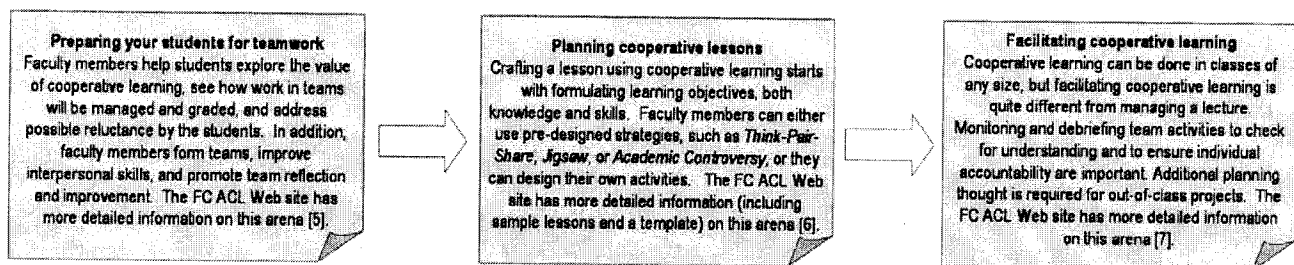 Preparing your students for teamwork
Faculty members help students explore the value
of cooperative learning, see how work in teams
will be managed and graded, and address
possible reluctance by the students. In addition,
faculty members form teams, improve
interpersonal skills, and promote team reflection
and improvement. The FC ACL Web site has
more detailed information on this arena [5].
Planning cooperative lessons
Crafting a lesson using cooperative learning starts
with formulating learning objectives, both
knowledge and skills. Faculty members can either
use pre-designed strategies, such as Think-Pair-
Share, Jigsaw, or Academic Controversy, or they
can design their own activities. The FC ACL Web
site has more detailed information (including
sample lessons and a template) on this arena [6].
Facilitating cooperative learning
Cooperative learning can be done in classes of
any size, but facilitating cooperative learning is
quite different from managing a lecture.
Monitoring and debriefing team activities to check
for understanding and to ensure individual
accountability are important. Additional planning
thought is required for out-of-class projects. The
FC ACL Web site has more detailed information
on this arena [7].